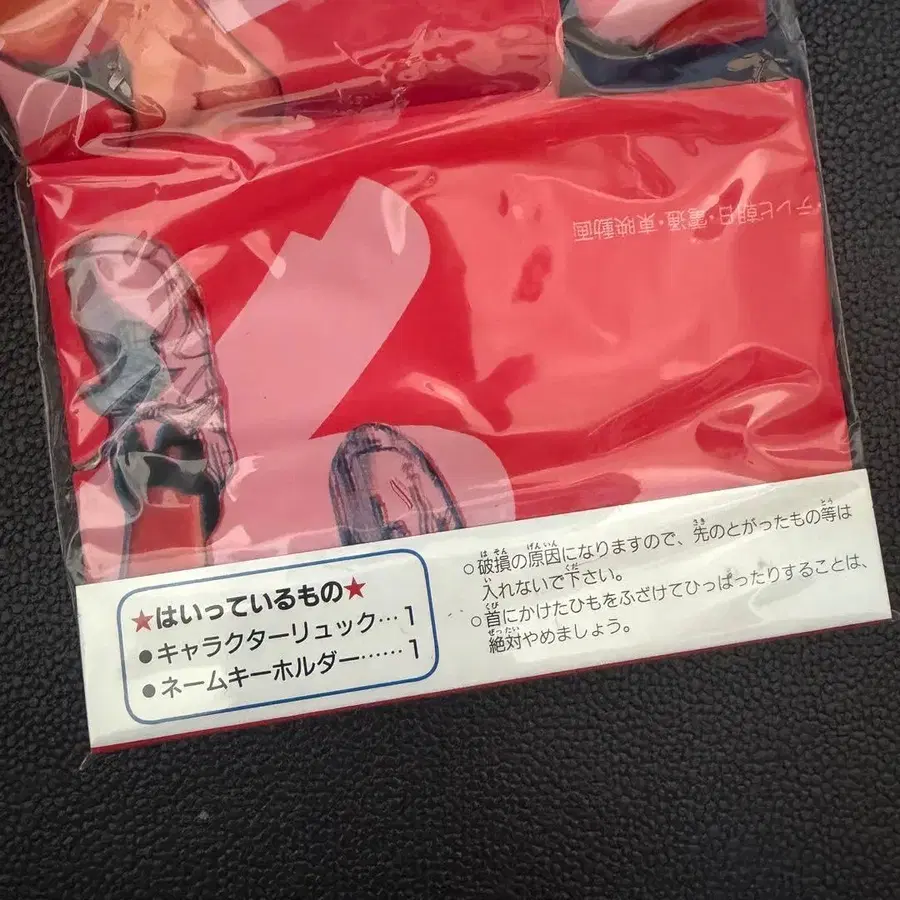 ・テレビ朝日・電通・東映動画
★はいっているもの★
●キャラクターリュック…1
●ネームキーホルダー……1
○破損の原因になりますので、先のとがったもの等は
入れないで下さい。
○首にかけたひもをふざけてひっぱったりすることは、
絶対やめましょう。